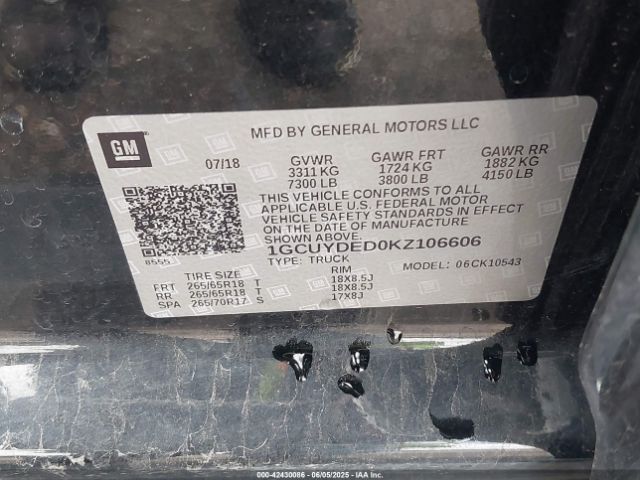 MFD BY GENERAL MOTORS LLC
GM
07/18 GVWR GAWR FRT GAWR RR
3311 KG 1724 KG 1882 KG
7300 LB 3800 LB 4150 LB
THIS VEHICLE CONFORMS TO ALL
APPLICABLE U.S. FEDERAL MOTOR
VEHICLE SAFETY STANDARDS IN EFFECT
ON THE DATE OF MANUFACTURE
SHOWN ABOVE.
1GCUYDED0KZ106606
8555 TYPE: TRUCK MODEL: 06CK10543
TIRE SIZE RIM
FRT 265/65R18 T 18X8.5J
RR 265/65R18 T 18X8.5J
SPA 265/70R17 S 17X8J
000-42430086 - 06/05/2025 - IAA Inc.